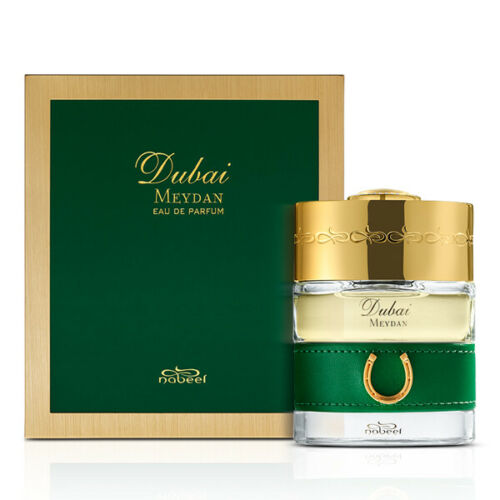 Dubai
MEYDAN
EAU DE PARFUM
nabeel
Dubai
MEYDAN
nabeel